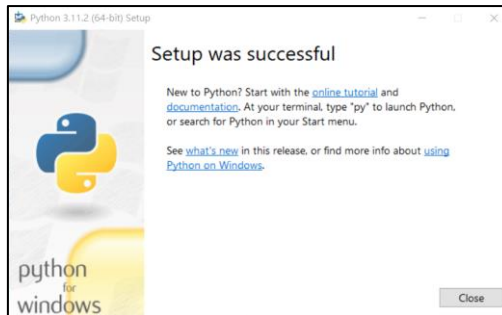 Python 3.11.2 (64-bit) Setup
Setup was successful
New to Python? Start with the online tutorial and
documentation. At your terminal, type "py" to launch Python,
or search for Python in your Start menu.
See what's new in this release, or find more info about using
Python on Windows.
python
for
windows
Close